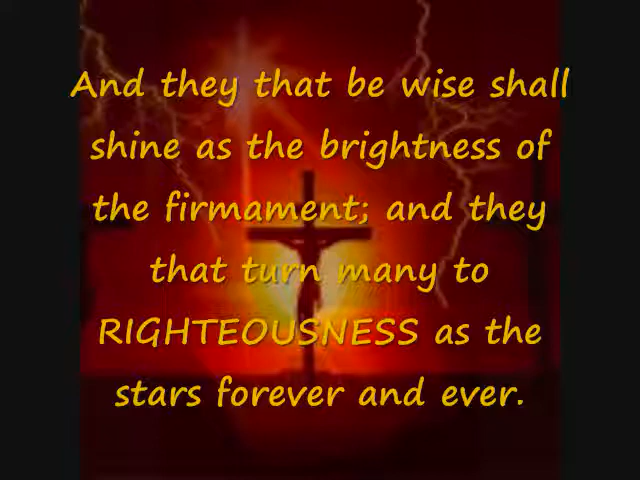 And they that be wise shall
shine as the brightness of
the firmament; and they
that turn many to
RIGHTEOUSNESS as the
stars forever and ever.